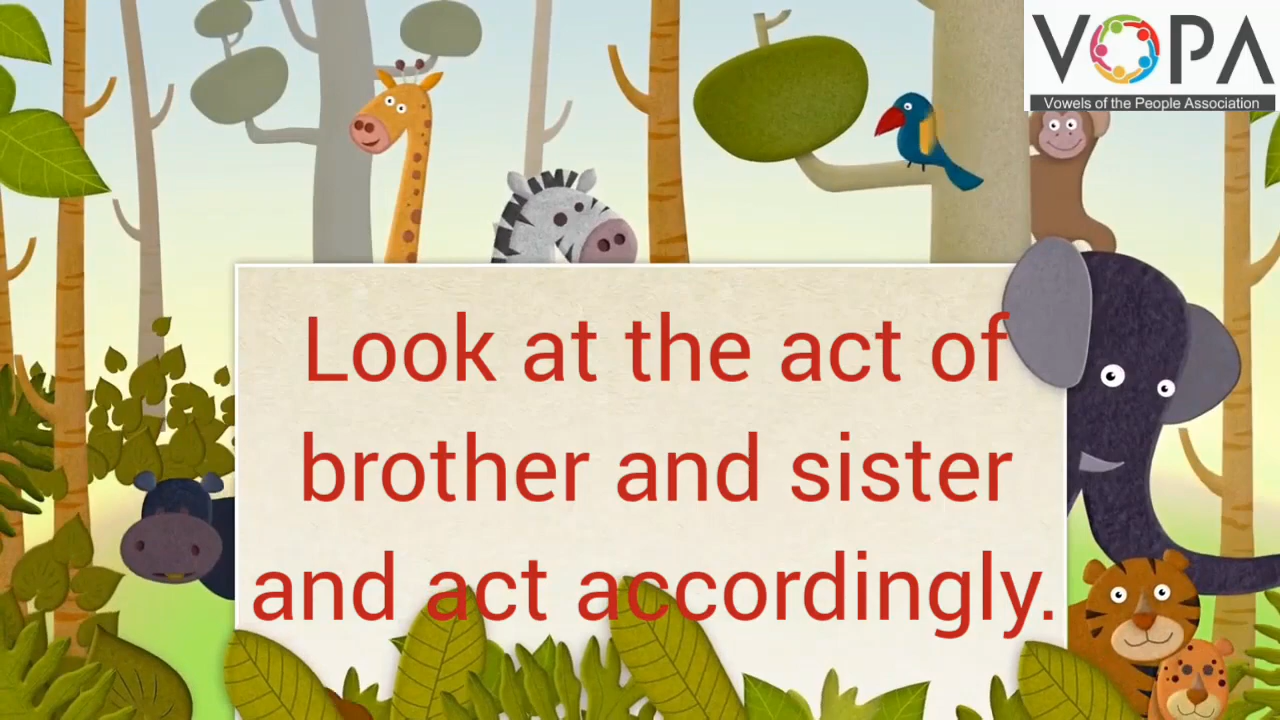 VOPA
Vowels of the People Association
Look at the act of
brother and sister
and act accordingly.